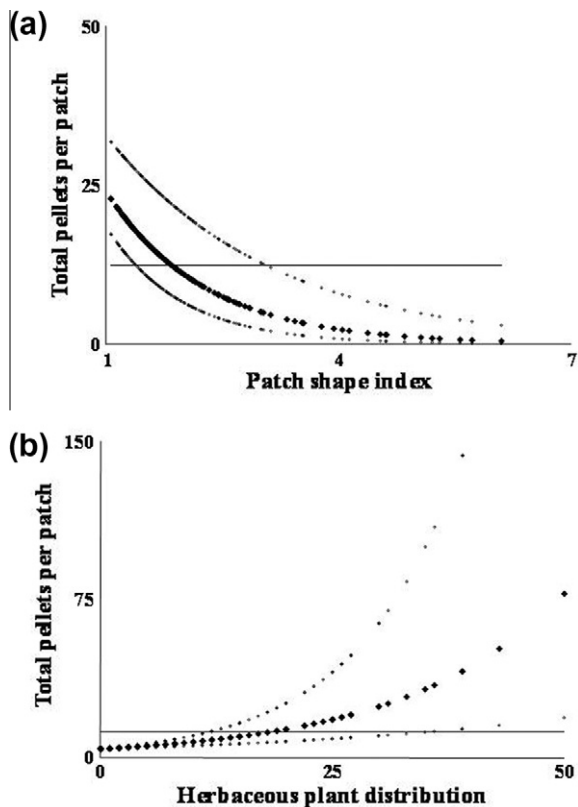 (a)
50
25
0
Total pellets per patch
1
4
7
Patch shape index
(b)
150
75
0
Total pellets per patch
0
25
50
Herbaceous plant distribution